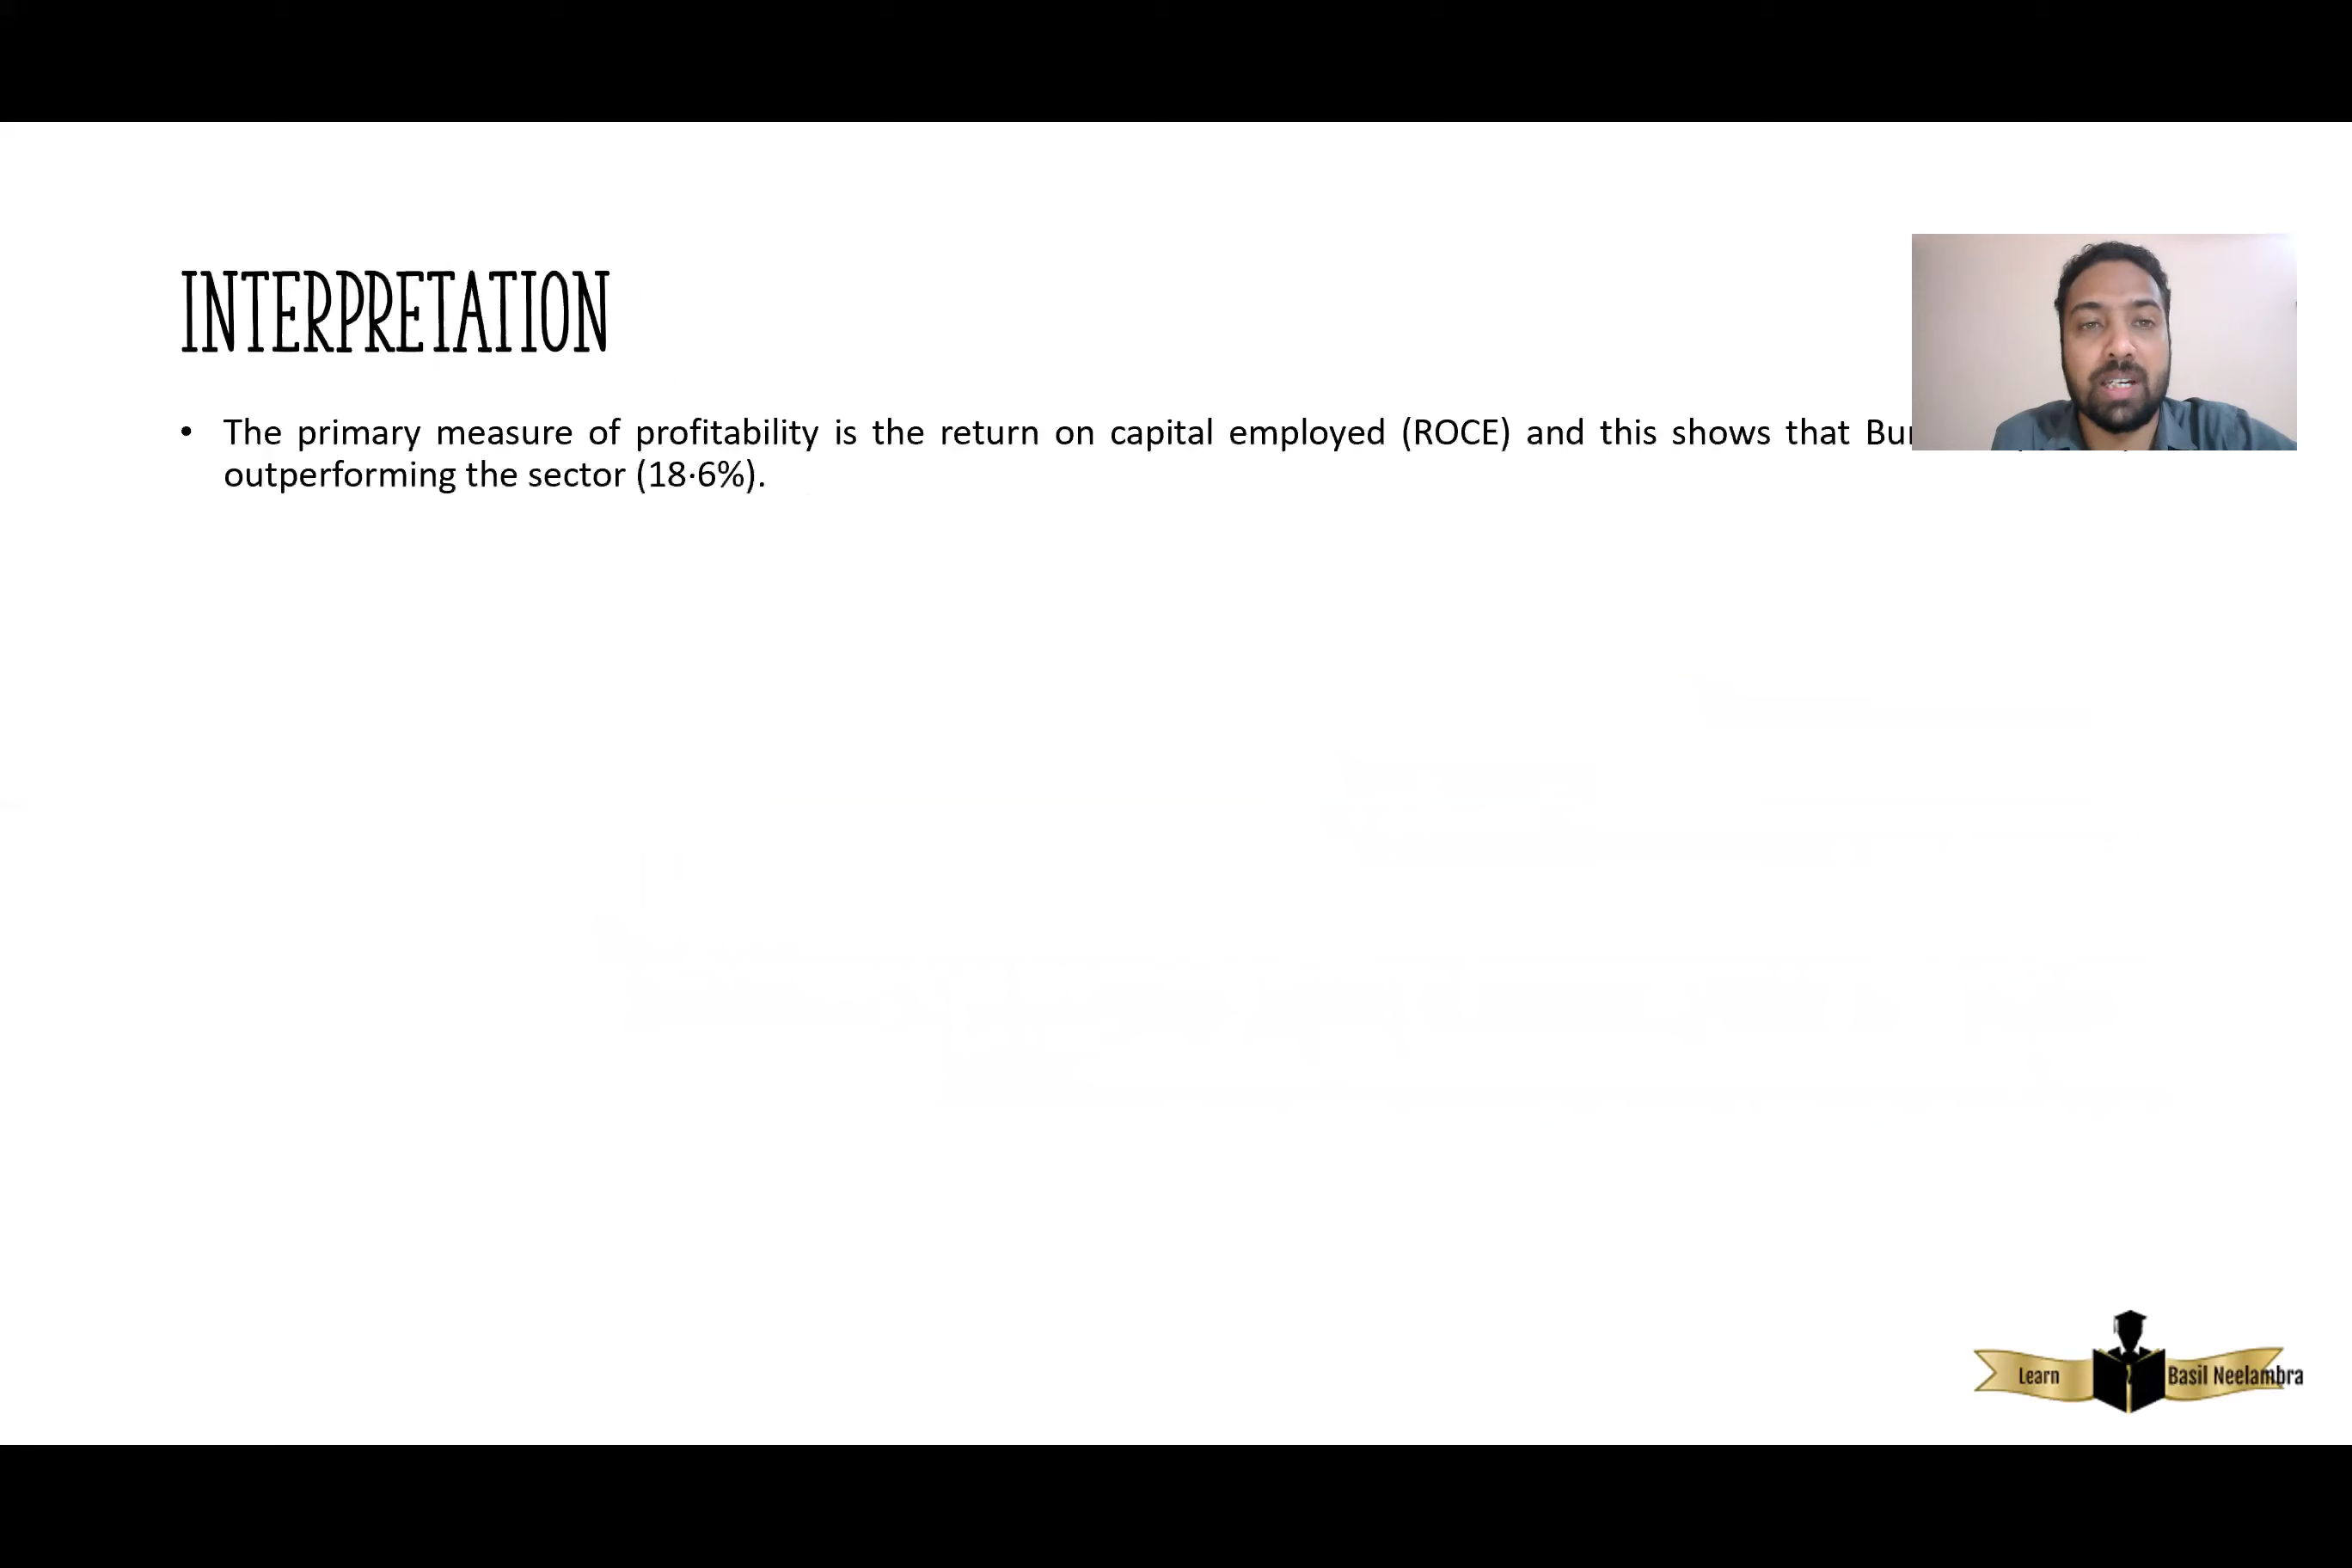 INTERPRETATION
• The primary measure of profitability is the return on capital employed (ROCE) and this shows that
outperforming the sector (18·6%).
Learn Basil Neelambra